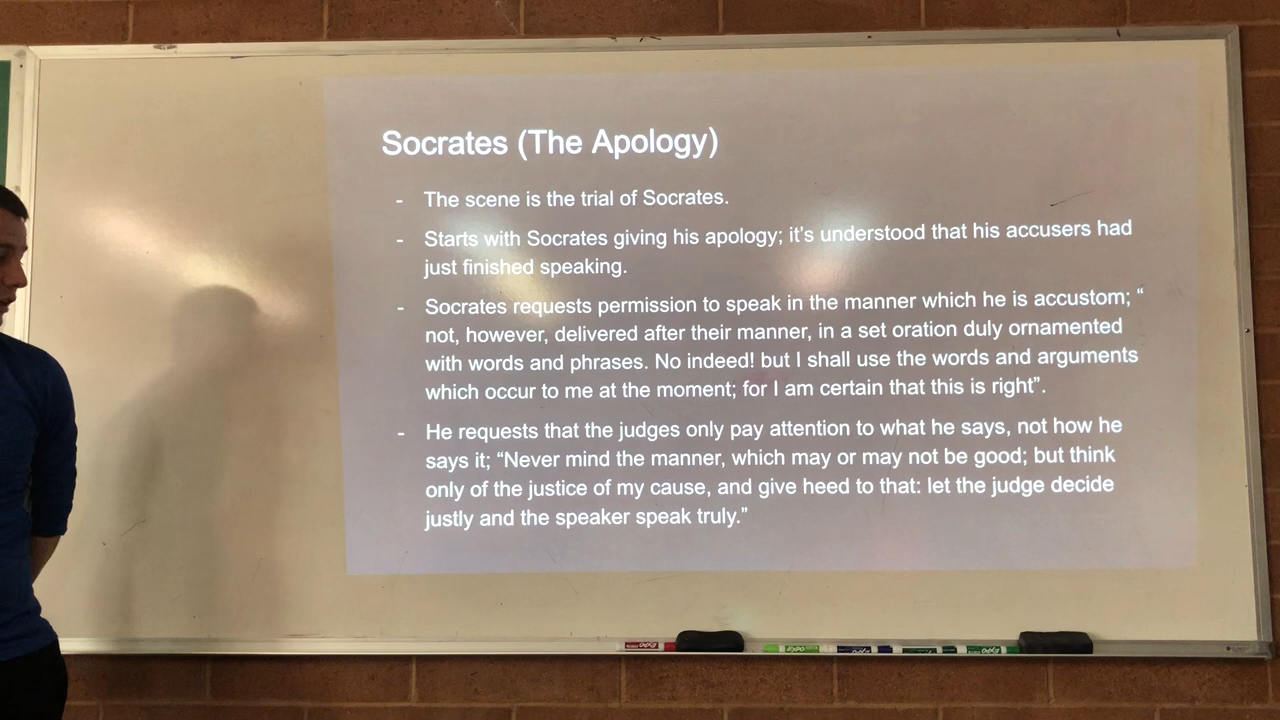 Socrates (The Apology)
- The scene is the trial of Socrates.
- Starts with Socrates giving his apology; it's understood that his accusers had
just finished speaking.
- Socrates requests permission to speak in the manner which he is accustom; “
not, however, delivered after their manner, in a set oration duly ornamented
with words and phrases. No indeed! but I shall use the words and arguments
which occur to me at the moment; for I am certain that this is right”.
- He requests that the judges only pay attention to what he says, not how he
says it; “Never mind the manner, which may or may not be good; but think
only of the justice of my cause, and give heed to that: let the judge decide
justly and the speaker speak truly.”
EXPO EXPO EXPO EXPO EXPO